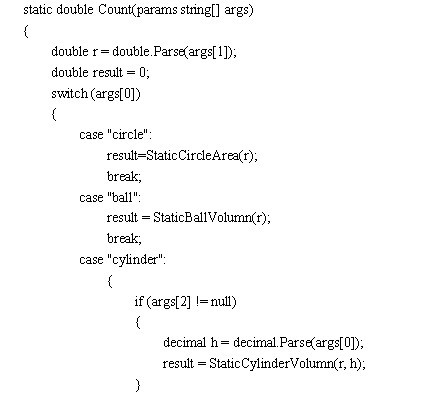 static double Count(params string[] args)
{
double r = double.Parse(args[1]);
double result = 0;
switch (args[0])
{
case "circle":
result=StaticCircleArea(r);
break;
case "ball":
result = StaticBallVolumn(r);
break;
case "cylinder":
{
if (args[2] != null)
{
decimal h = decimal.Parse(args[0]);
result = StaticCylinderVolumn(r, h);
}